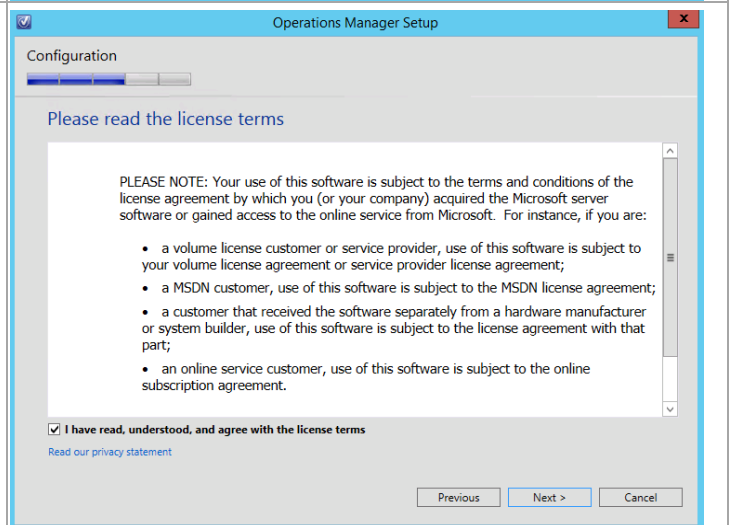 Operations Manager Setup
x
Configuration
Please read the license terms
PLEASE NOTE: Your use of this software is subject to the terms and conditions of the
license agreement by which you (or your company) acquired the Microsoft server
software or gained access to the online service from Microsoft.  For instance, if you are:
• a volume license customer or service provider, use of this software is subject to
your volume license agreement or service provider license agreement;
• a MSDN customer, use of this software is subject to the MSDN license agreement;
• a customer that received the software separately from a hardware manufacturer
or system builder, use of this software is subject to the license agreement with that
part;
• an online service customer, use of this software is subject to the online
subscription agreement.
I have read, understood, and agree with the license terms
Read our privacy statement
Previous
Next >
Cancel